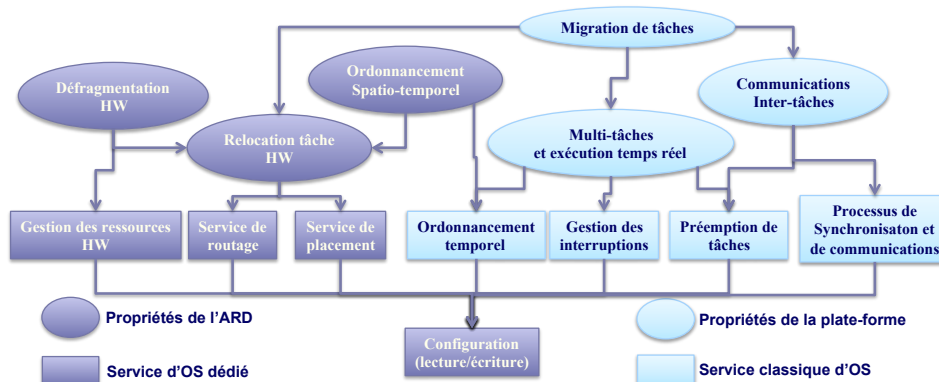 Migration de tâches
Défragmentation
HW
Ordonnancement
Spatio-temporel
Communications
Inter-tâches
Relocation tâche
HW
Multi-tâches
et exécution temps réel
Gestion des ressources
HW
Service de
routage
Service de
placement
Ordonnancement
temporel
Gestion des
interruptions
Préemption de
tâches
Processus de
Synchronisaton et
de communications
Propriétés de l'ARD
Propriétés de la plate-forme
Configuration
(lecture/écriture)
Service d'OS dédié
Service classique d'OS